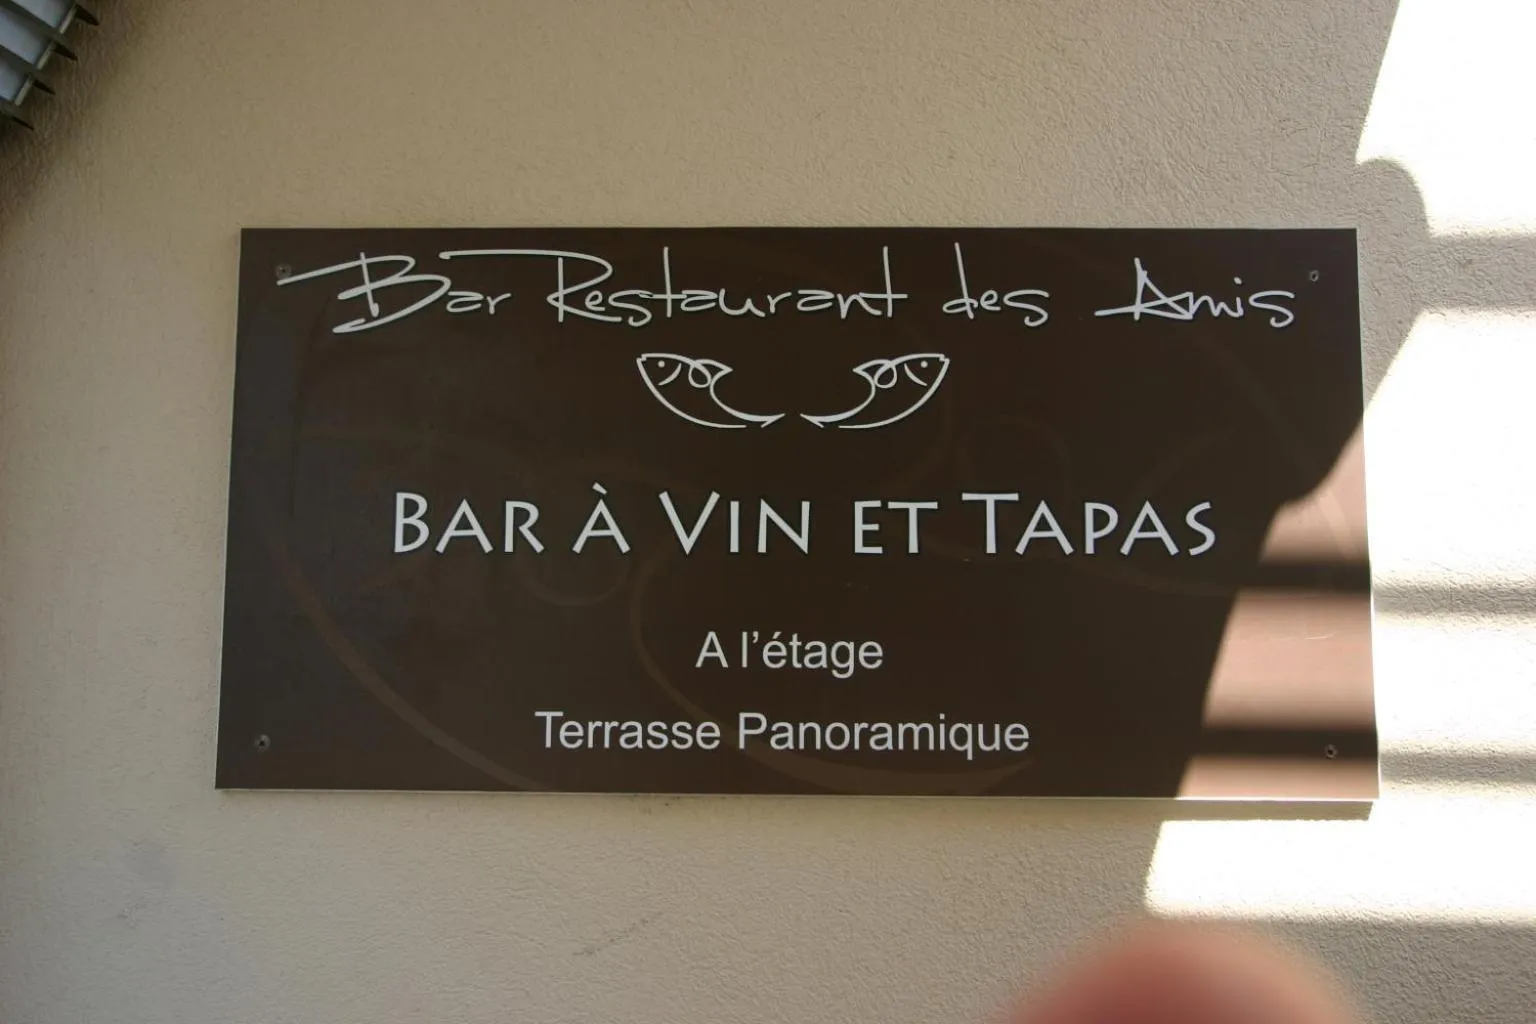 Bar Restaurant des Amis
BAR À VIN ET TAPAS
A l'étage
Terrasse Panoramique